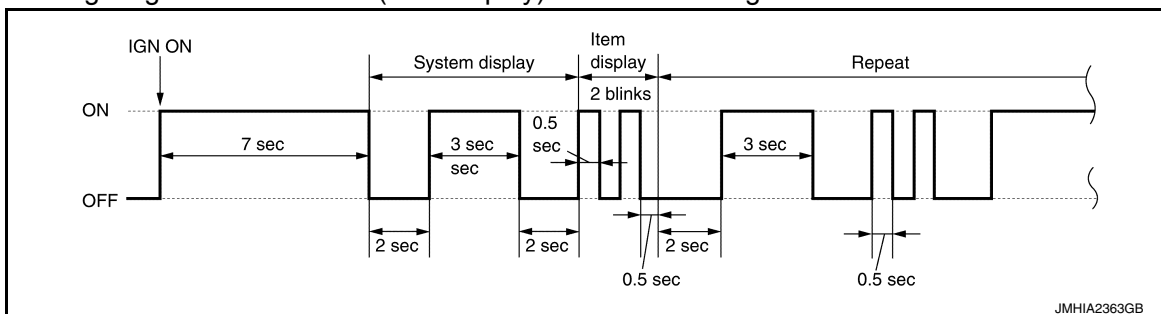 IGN ON
System display
Item
display
2 blinks
Repeat
ON
OFF
7 sec
3 sec
sec
0.5
sec
3 sec
2 sec
2 sec
2 sec
0.5 sec
0.5 sec
JMHIA2363GB